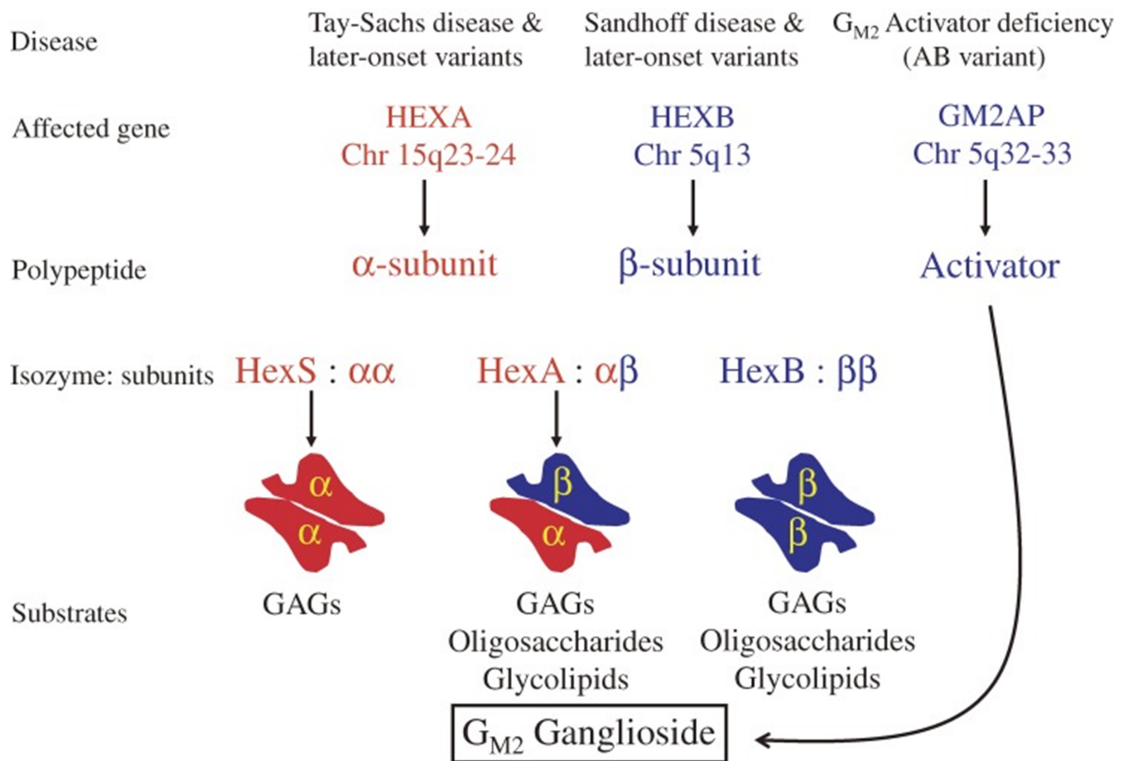 Disease
Tay-Sachs disease &
later-onset variants
Sandhoff disease &
later-onset variants
GM2 Activator deficiency
(AB variant)
Affected gene
HEXA
Chr 15q23-24
HEXB
Chr 5q13
GM2AP
Chr 5q32-33
Polypeptide
α-subunit
β-subunit
Activator
Isozyme: subunits
HexS : αα
HexA : αβ
HexB : ββ
α
α
β
α
β
β
Substrates
GAGs
GAGs
Oligosaccharides
Glycolipids
GAGs
Oligosaccharides
Glycolipids
GM2 Ganglioside